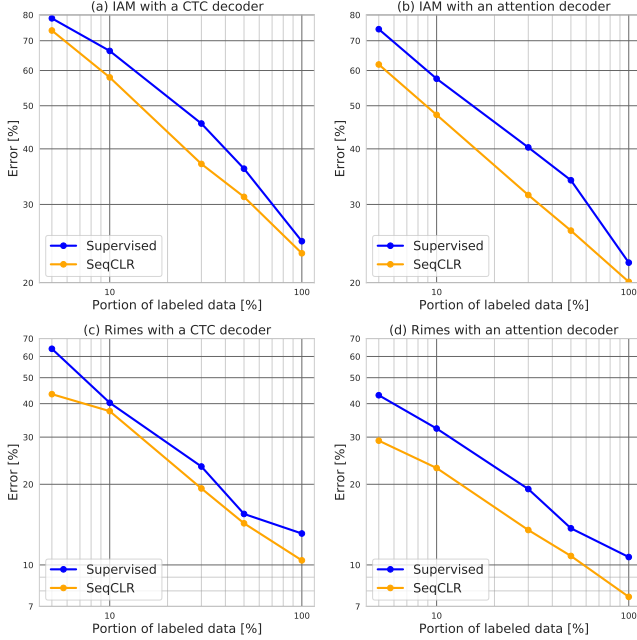 (a) IAM with a CTC decoder
80
70
60
50
40
30
20
Error [%]
Supervised
SeqCLR
10
100
Portion of labeled data [%]
(b) IAM with an attention decoder
80
70
60
50
40
30
20
Error [%]
Supervised
SeqCLR
10
100
Portion of labeled data [%]
(c) Rimes with a CTC decoder
70
60
50
40
30
20
10
7
Error [%]
Supervised
SeqCLR
10
100
Portion of labeled data [%]
(d) Rimes with an attention decoder
70
60
50
40
30
20
10
7
Error [%]
Supervised
SeqCLR
10
100
Portion of labeled data [%]